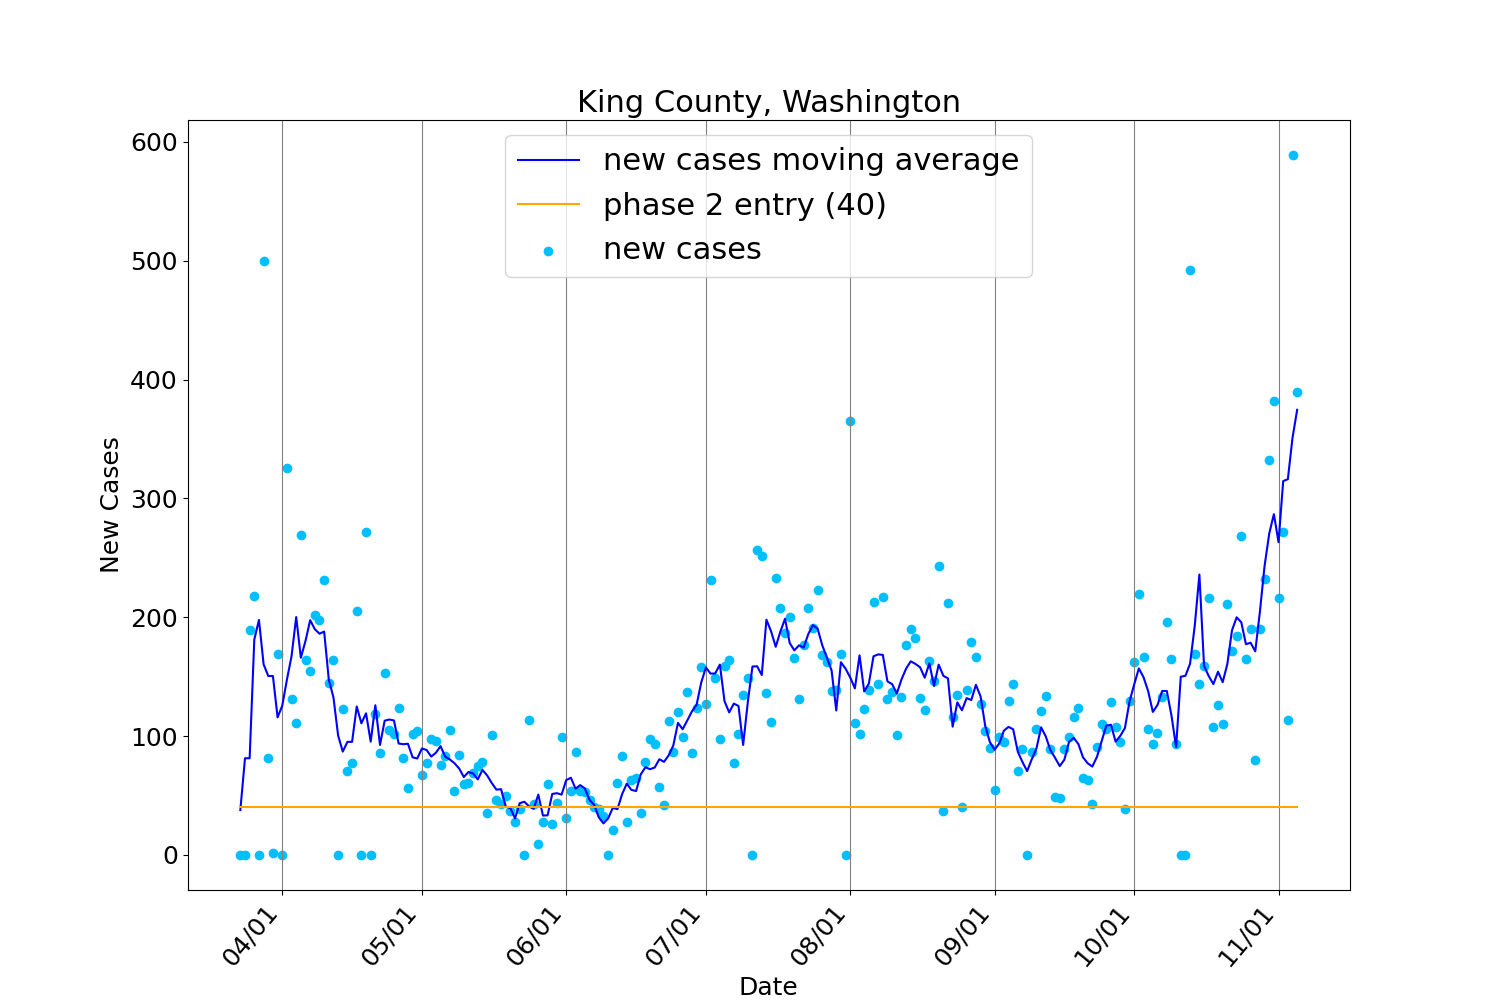 King County, Washington
new cases moving average
phase 2 entry (40)
new cases
New Cases
600
500
400
300
200
100
0
04/01
05/01
06/01
07/01
08/01
09/01
10/01
11/01
Date